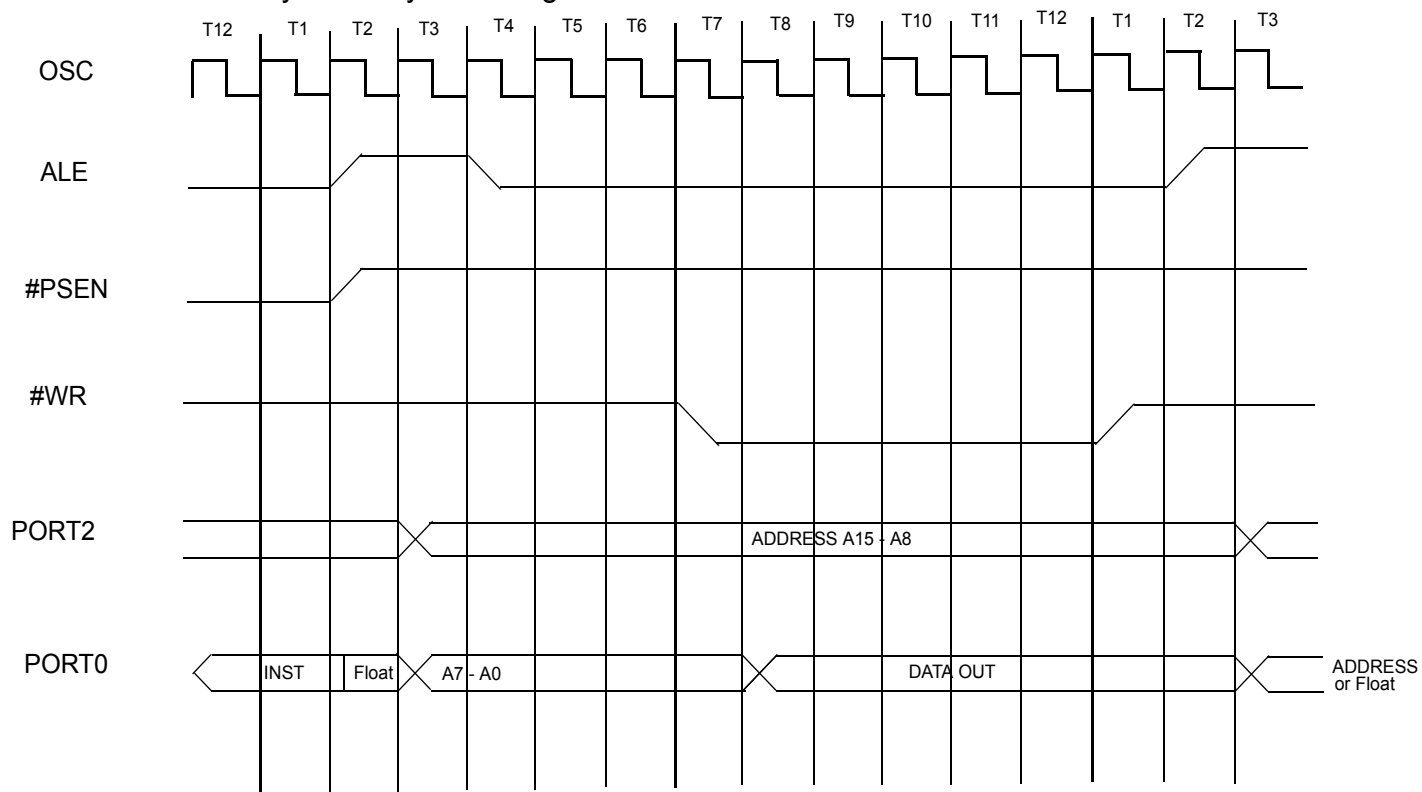 T12 T1 T2 T3 T4 T5 T6 T7 T8 T9 T10 T11 T12 T1 T2 T3
OSC
ALE
#PSEN
#WR
PORT2 ADDRESS A15 - A8
PORT0 INST Float A7 - A0 DATA OUT ADDRESS
or Float